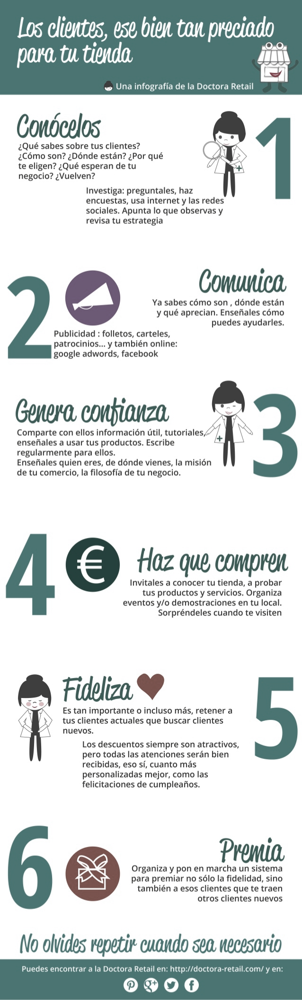 Los clientes, ese bien tan preciado
para tu tienda
Una infografía de la Doctora Retail
Conócelos
1
¿Qué sabes sobre tus clientes?
¿Cómo son? ¿Dónde están? ¿Por qué
te eligen? ¿Qué esperan de tu
negocio? ¿Vuelven?
Investiga: preguntales, haz
encuestas, usa internet y las redes
sociales. Apunta lo que observas y
revisa tu estrategia
2
Comunica
Ya sabes cómo son , dónde están
y qué aprecian. Enseñales cómo
puedes ayudarles.
Publicidad : folletos, carteles,
patrocinios... y también online:
google adwords, facebook
Genera confianza
3
Comparte con ellos información útil, tutoriales,
enseñales a usar tus productos. Escribe
regularmente para ellos.
Enseñales quien eres, de dónde vienes, la misión
de tu comercio, la filosofía de tu negocio.
4
€
Haz que compren
Invitales a conocer tu tienda, a probar
tus productos y servicios. Organiza
eventos y/o demostraciones en tu local.
Sorpréndeles cuando te visiten
Fideliza
5
Es tan importante o incluso más, retener a
tus clientes actuales que buscar clientes
nuevos.
Los descuentos siempre son atractivos,
pero todas las atenciones serán bien
recibidas, eso sí, cuanto más
personalizadas mejor, como las
felicitaciones de cumpleaños.
6
Premia
Organiza y pon en marcha un sistema
para premiar no sólo la fidelidad, sino
también a esos clientes que te traen
otros clientes nuevos
No olvides repetir cuando sea necesario
Puedes encontrar a la Doctora Retail en: http://doctora-retail.com/ y en:
g+ f